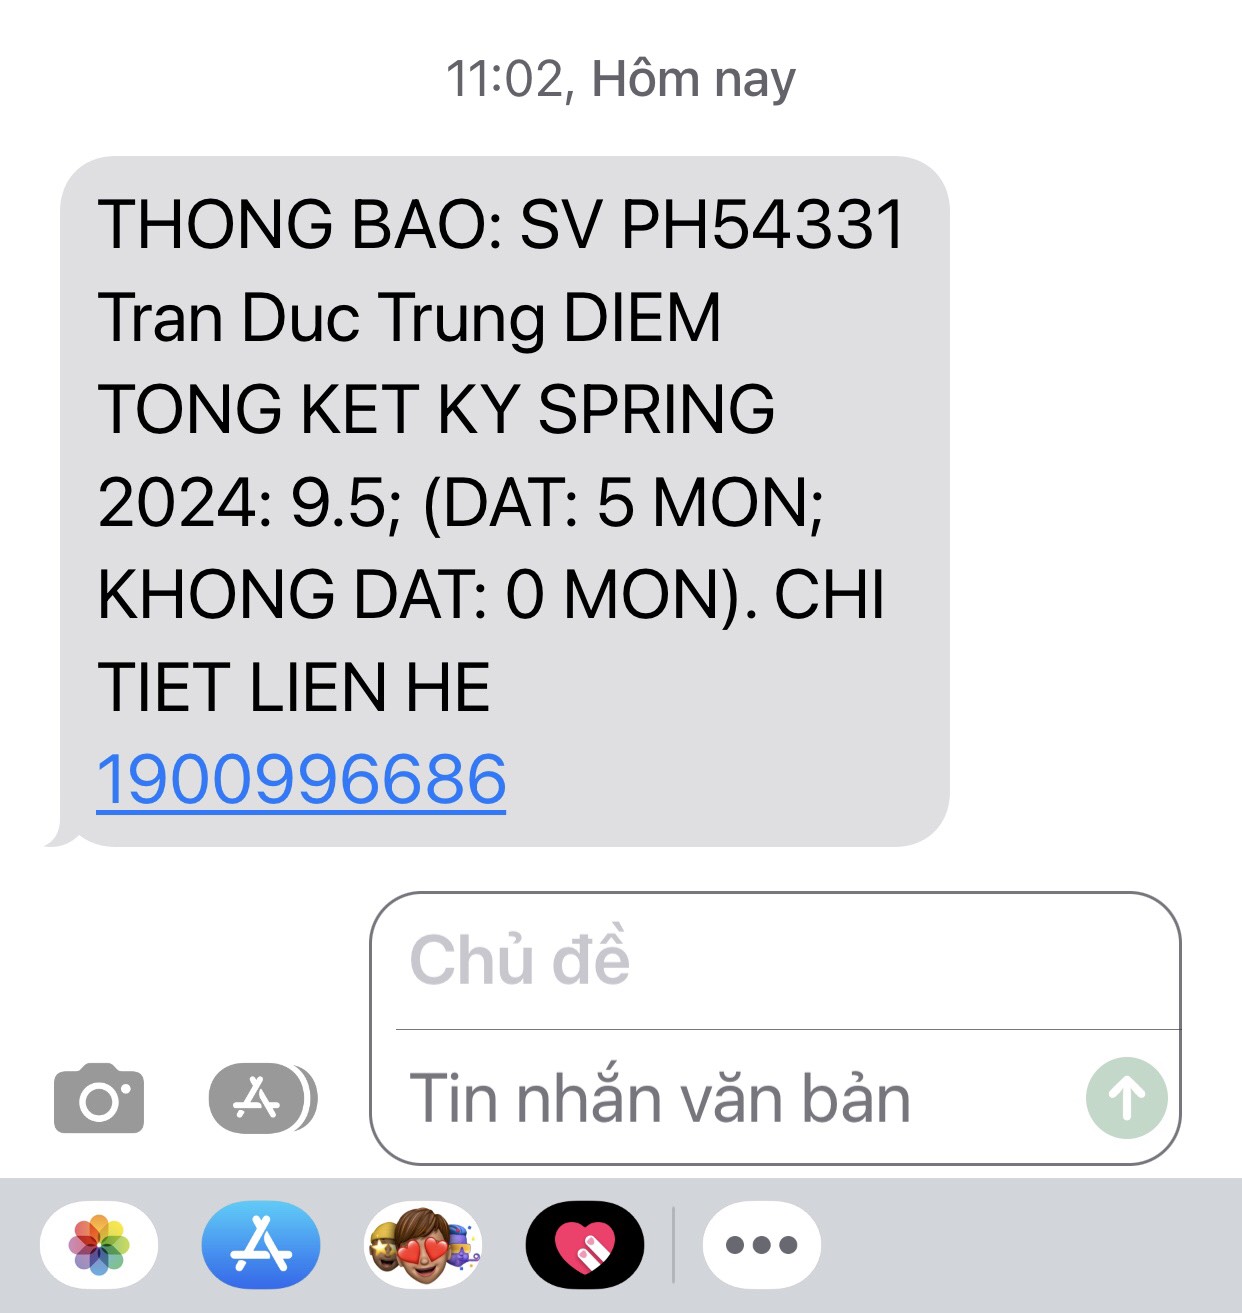 11:02, Hôm nay
THONG BAO: SV PH54331
Tran Duc Trung DIEM
TONG KET KY SPRING
2024: 9.5; (DAT: 5 MON;
KHONG DAT: 0 MON). CHI
TIET LIEN HE
1900996686
Chủ đề
Tin nhắn văn bản